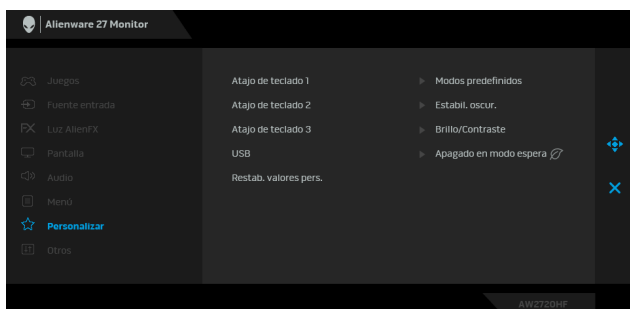 Alienware 27 Monitor
Juegos
Fuente entrada
FX Luz AlienFX
Pantalla
Audio
Menú
Personalizar
Otros
Atajo de teclado 1 Modos predefinidos
Atajo de teclado 2 Estabil. oscur.
Atajo de teclado 3 Brillo/Contraste
USB Apagado en modo espera
Restab. valores pers.
AW2720HF